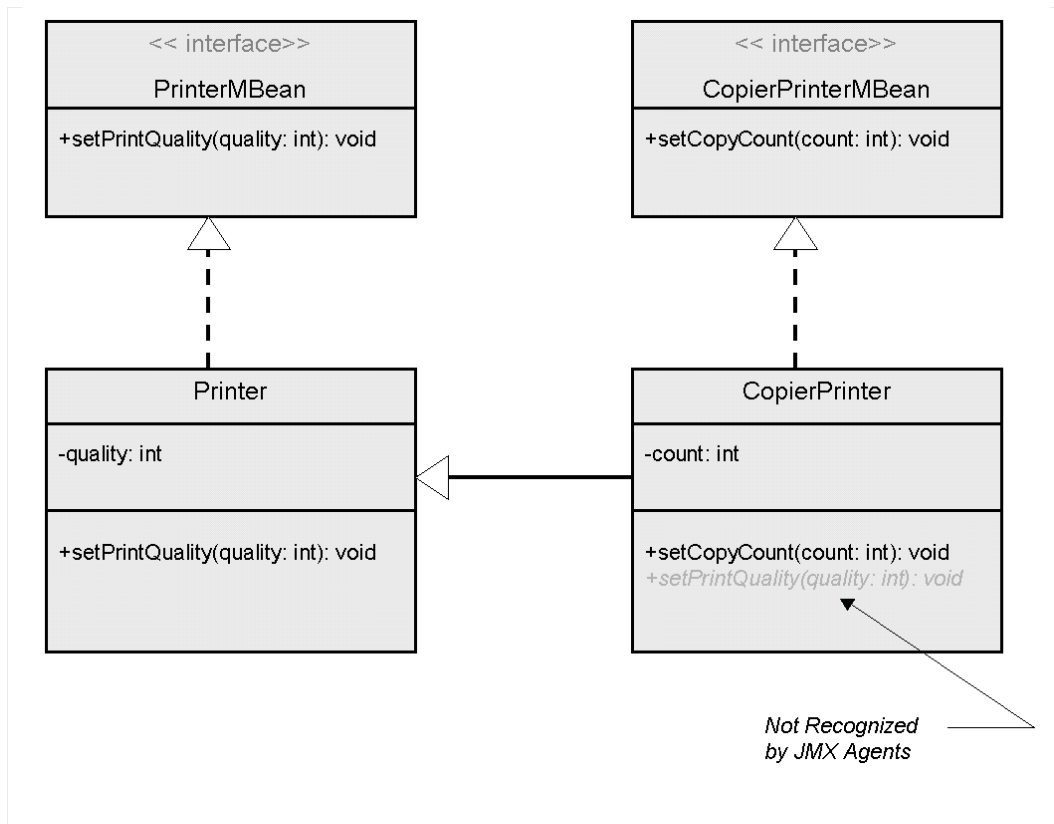 << interface>>
PrinterMBean
+setPrintQuality(quality: int): void
<< interface>>
CopierPrinterMBean
+setCopyCount(count: int): void
Printer
-quality: int
+setPrintQuality(quality: int): void
CopierPrinter
-count: int
+setCopyCount(count: int): void
+setPrintQuality(quality: int): void
Not Recognized
by JMX Agents